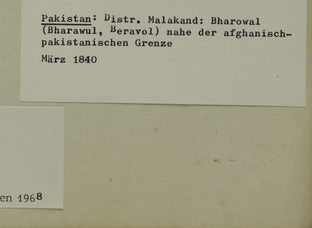 Pakistan: Distr. Malakand: Bharowal
(Bharawul, Beravol) nahe der afghanisch-
pakistanischen Grenze
März 1840
en 1968